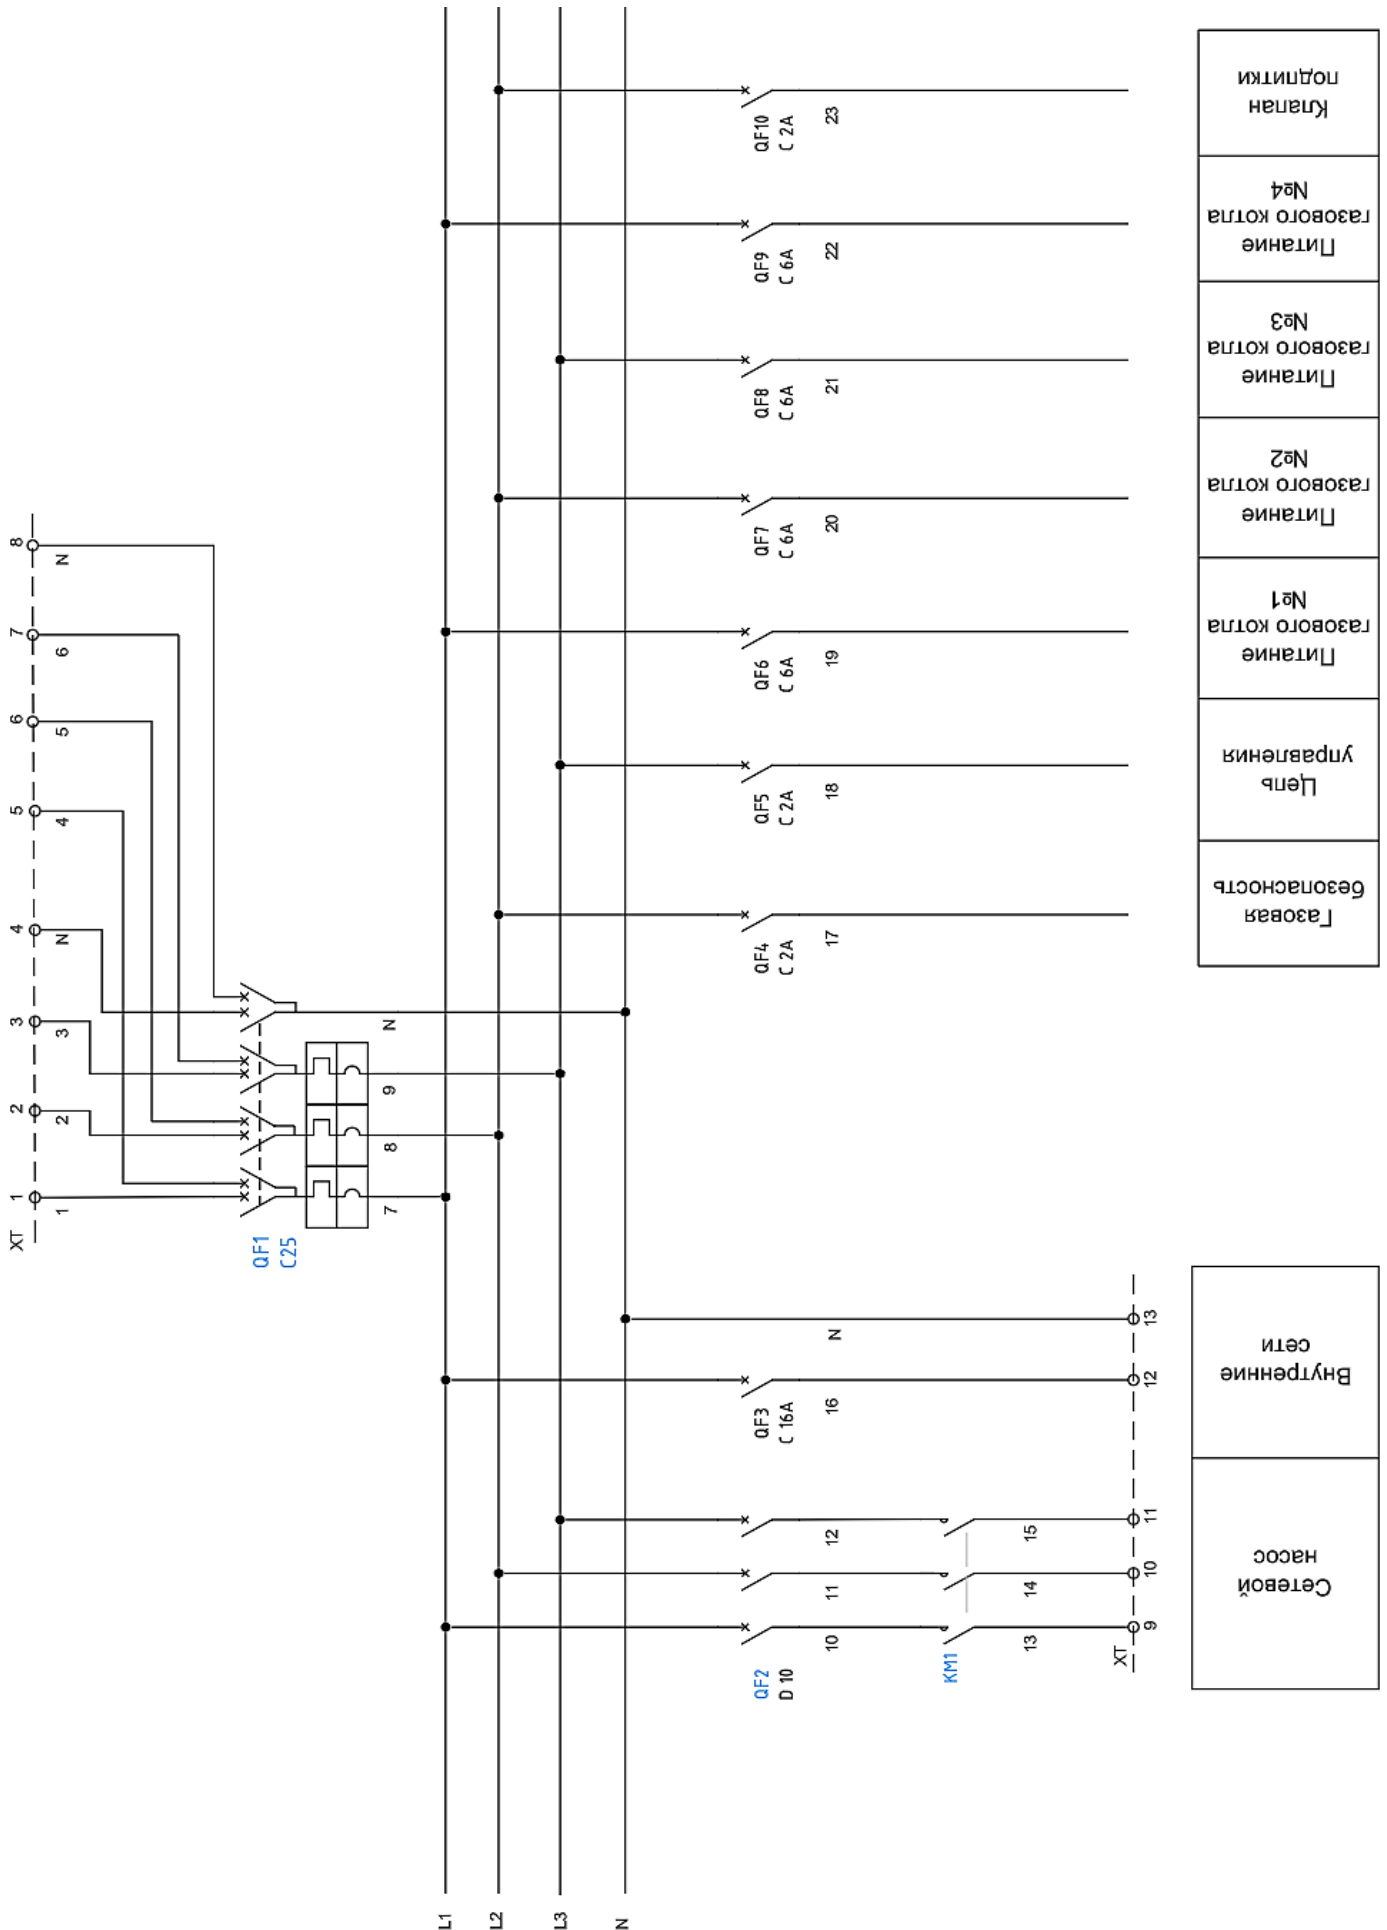 XT 1 2 3 4 5 6 7 8
1 2 3 N 4 5 6 N
QF1
C25
7 8 9 N
L1
L2
L3
N
QF2
D 10
10 11 12
KM1
13 14 15
QF3
C 16A
16
N
XT 9 10 11 12 13
QF4
C 2A
17
QF5
C 2A
18
QF6
C 6A
19
QF7
C 6A
20
QF8
C 6A
21
QF9
C 6A
22
QF10
C 2A
23
Сетевой
насос
Внутренние
сети
Газовая
безопасность
Цепь
управления
Питание
газового котла
№1
Питание
газового котла
№2
Питание
газового котла
№3
Питание
газового котла
№4
Клапан
подпитки